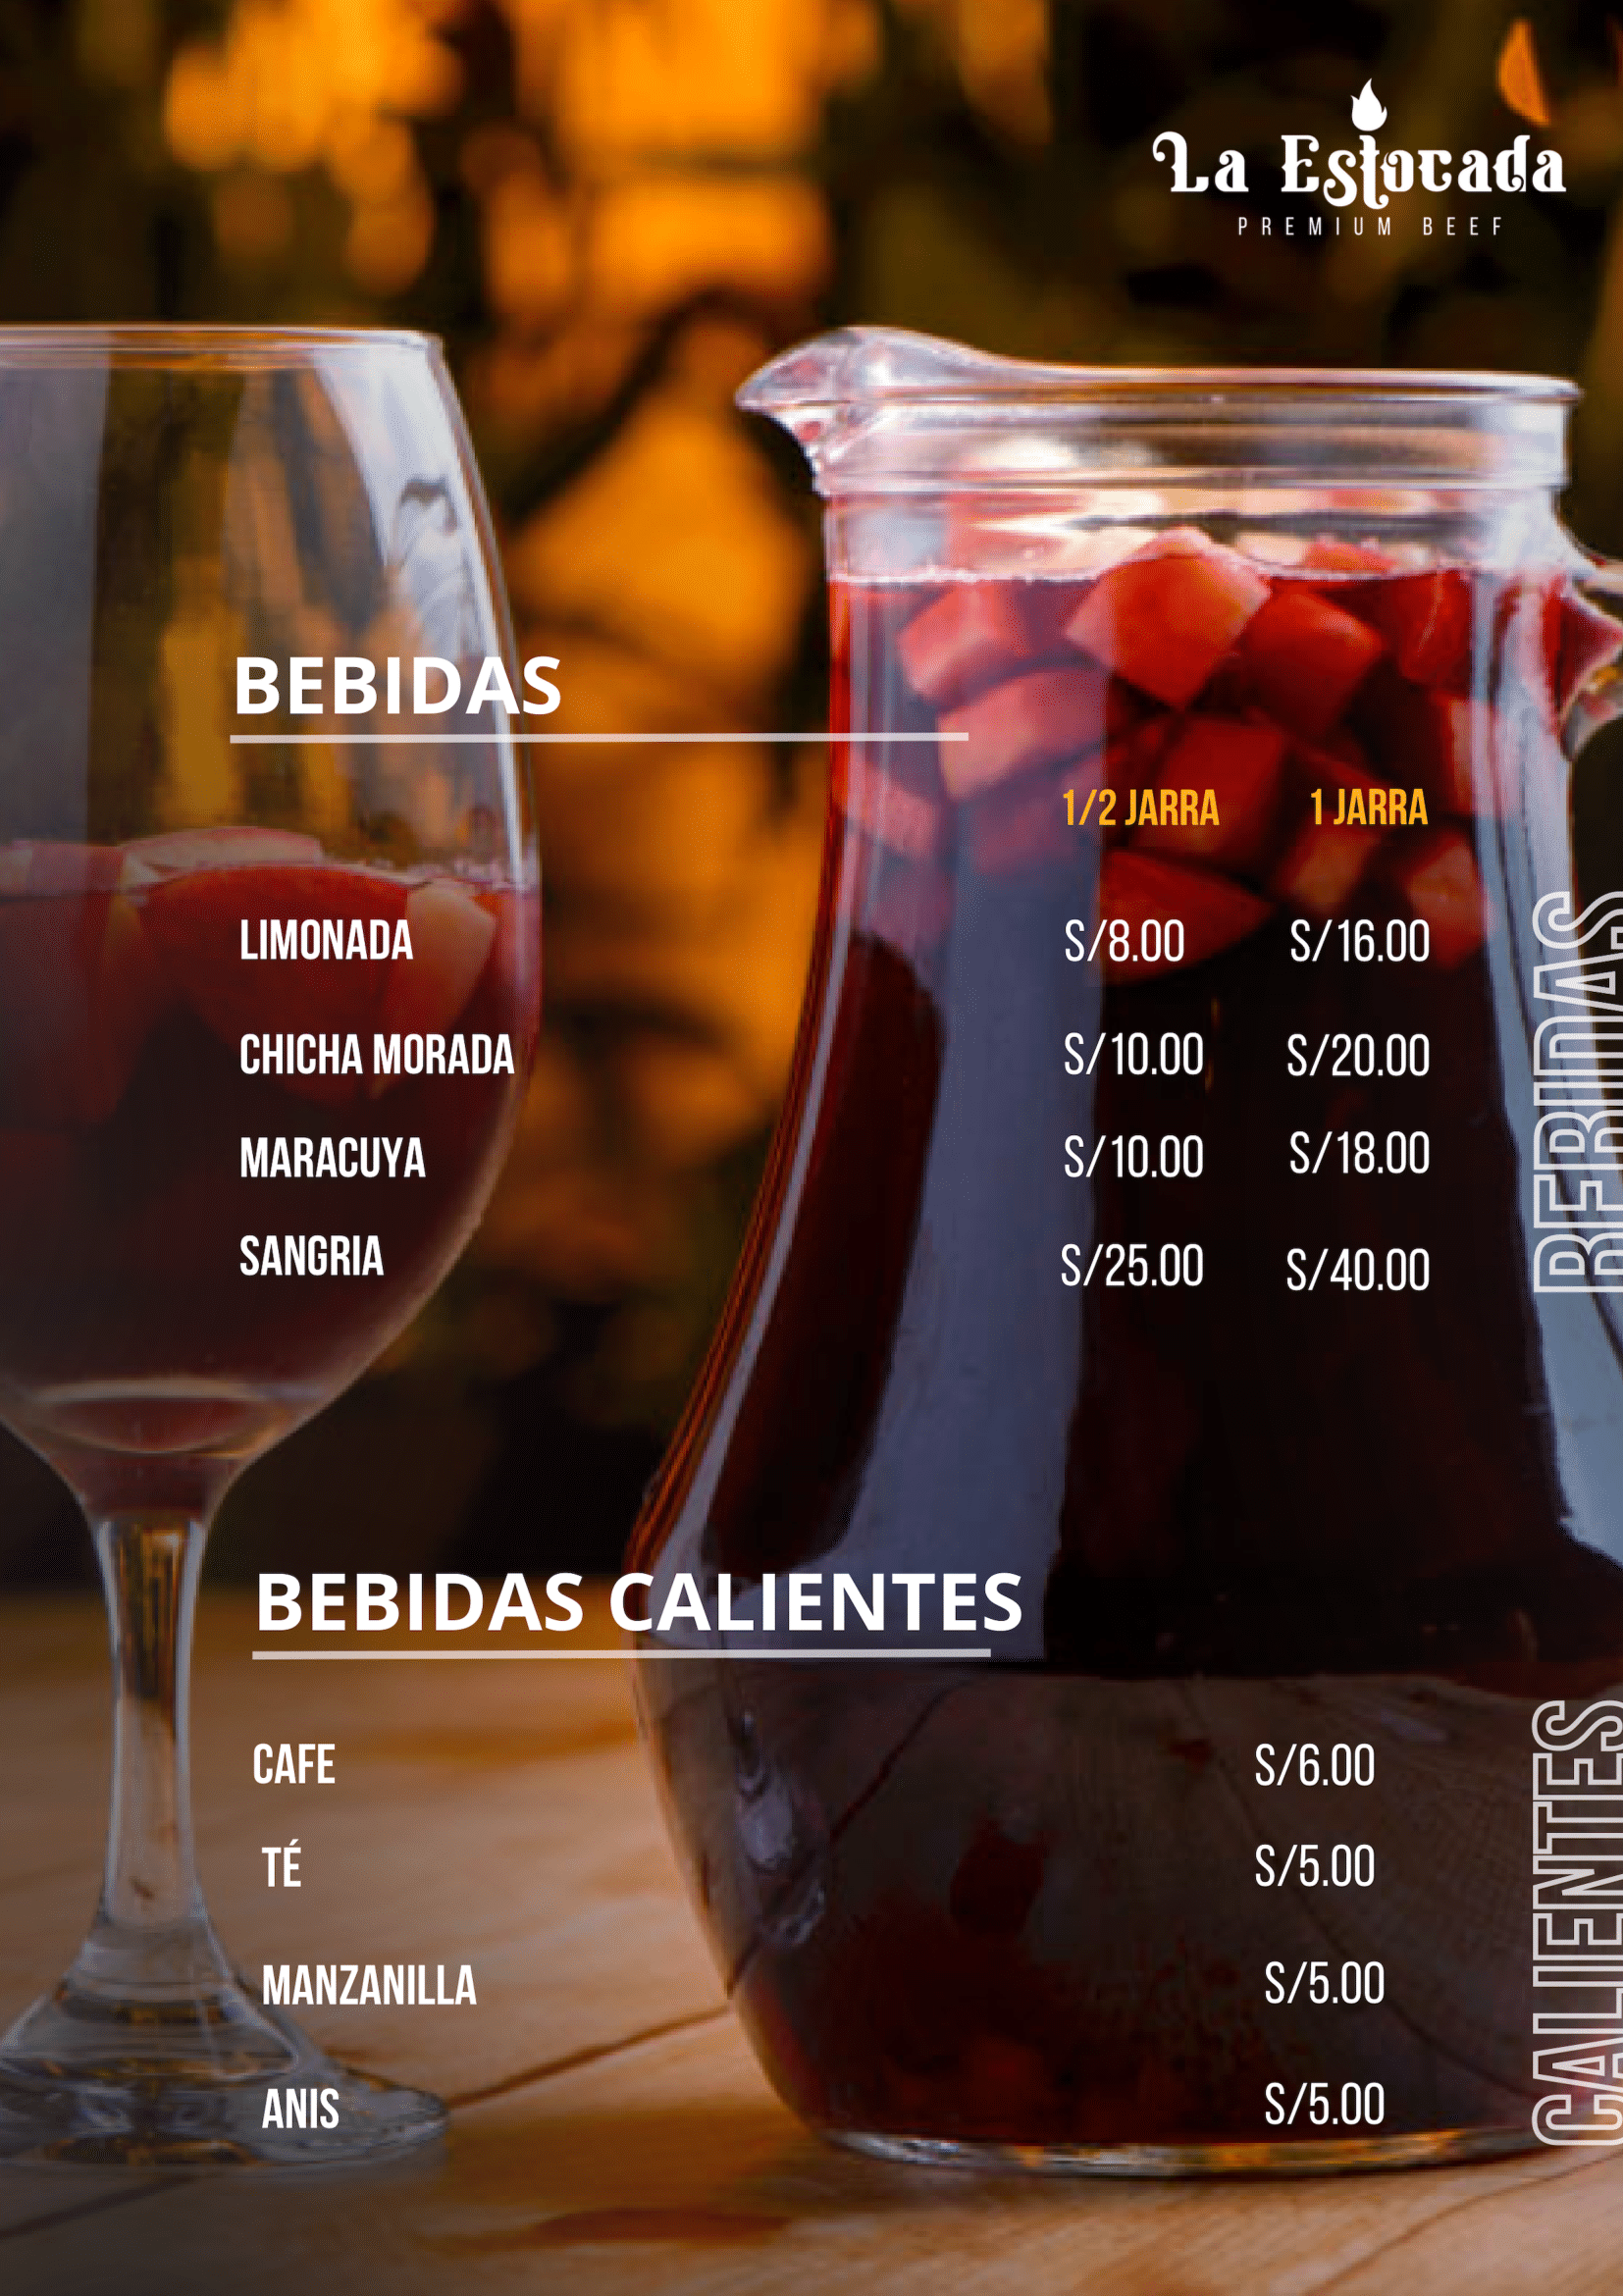 La Estocada
PREMIUM BEEF
BEBIDAS
1/2 JARRA 1 JARRA
LIMONADA S/8.00 S/16.00
CHICHA MORADA S/10.00 S/20.00
MARACUYA S/10.00 S/18.00
SANGRIA S/25.00 S/40.00
BEBIDAS
BEBIDAS CALIENTES
CAFE S/6.00
TÉ S/5.00
MANZANILLA S/5.00
ANIS S/5.00
CALIENTES